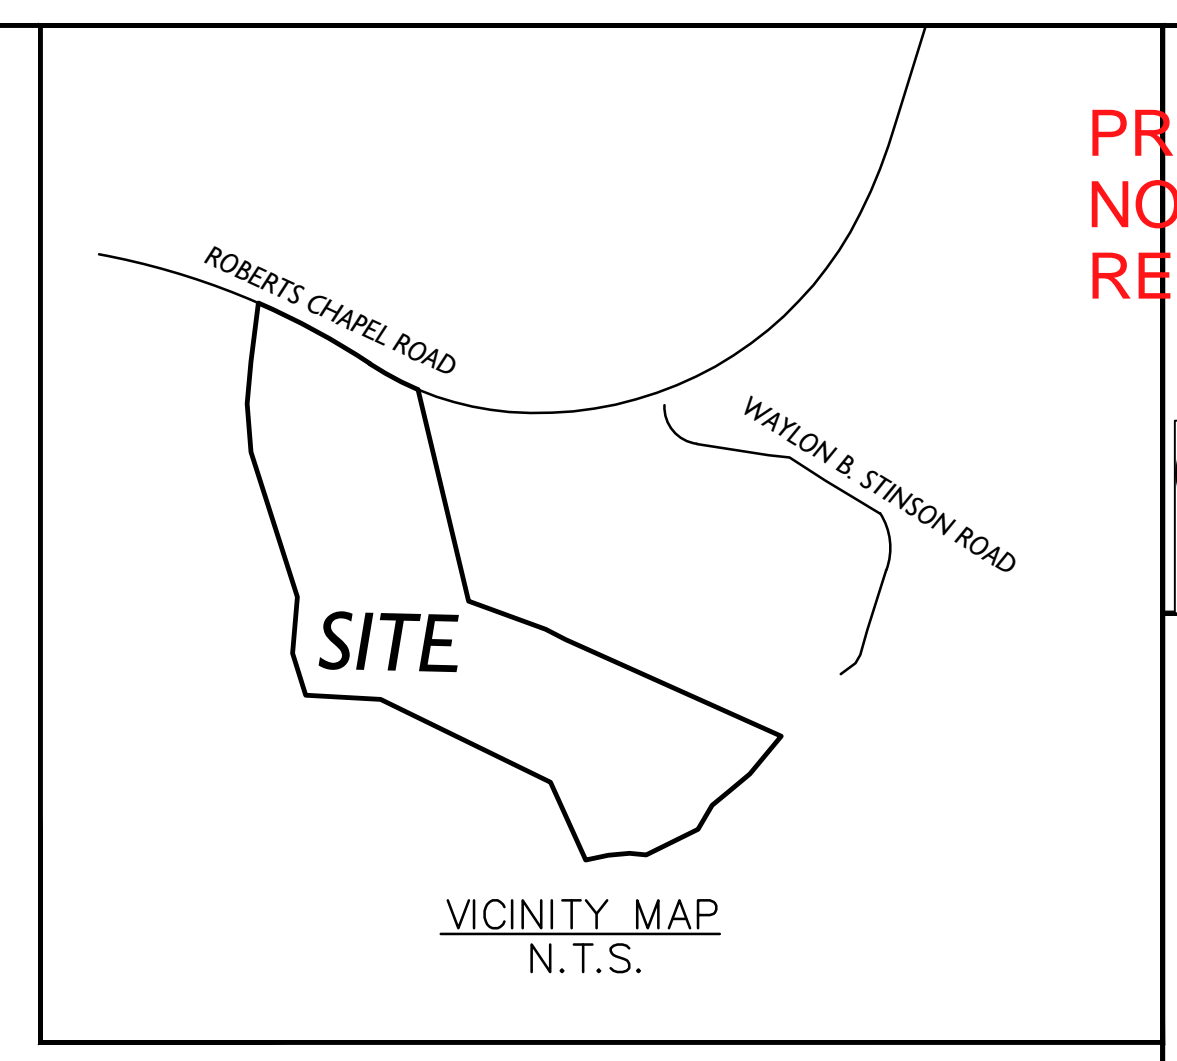 PR
NO
RE
ROBERTS CHAPEL ROAD
WAYLON B. STINSON ROAD
SITE
VICINITY MAP
N.T.S.